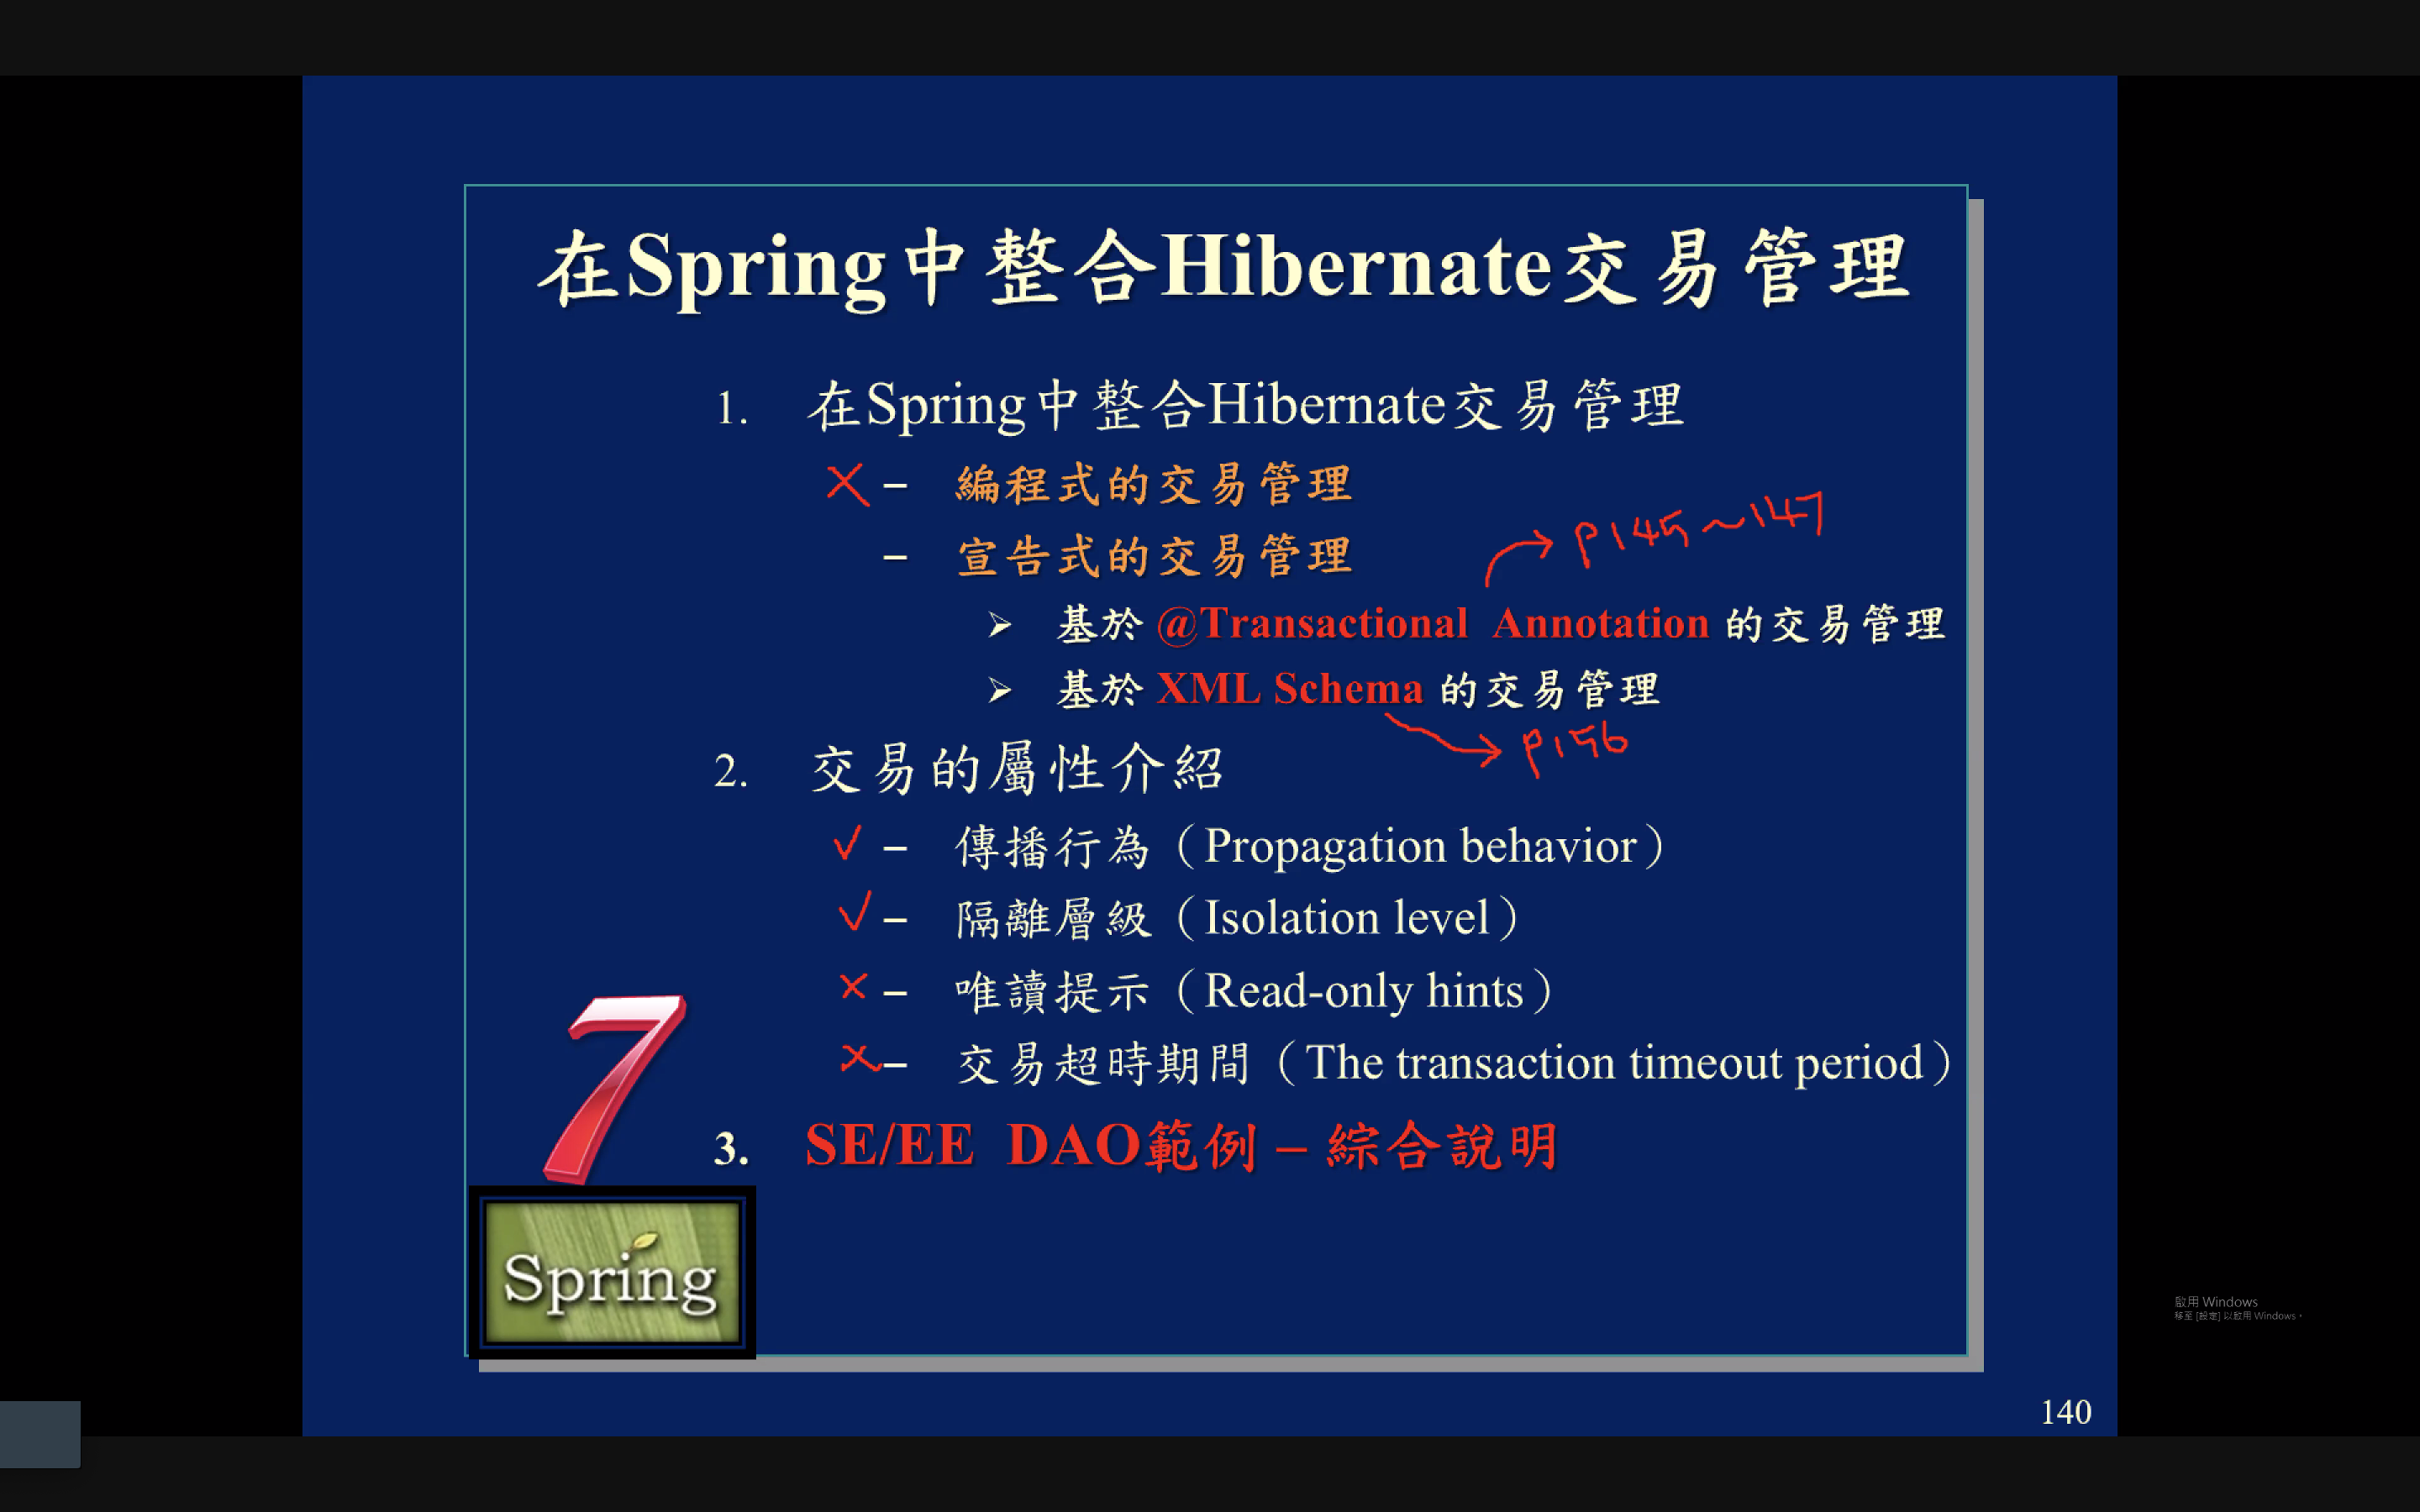 在Spring中整合Hibernate交易管理
1. 在Spring中整合Hibernate交易管理
– 編程式的交易管理
– 宣告式的交易管理
P145~147
➢ 基於 @Transactional Annotation 的交易管理
➢ 基於 XML Schema 的交易管理
P156
2. 交易的屬性介紹
– 傳播行為（Propagation behavior）
– 隔離層級（Isolation level）
– 唯讀提示（Read-only hints）
– 交易超時期間（The transaction timeout period）
3. SE/EE DAO範例 – 綜合說明
7
Spring
啟用 Windows
移至 [設定] 以啟用 Windows。
140